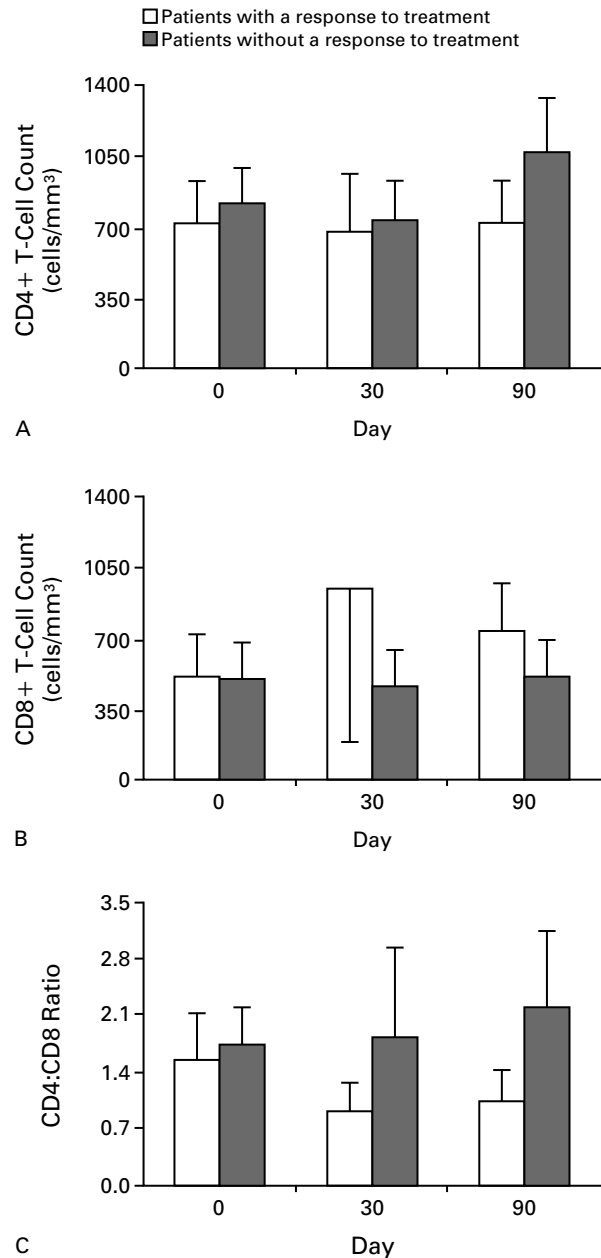 Patients with a response to treatment
Patients without a response to treatment
CD4+ T-Cell Count
(cells/mm³)
1400
1050
700
350
0
0 30 90
A Day
CD8+ T-Cell Count
(cells/mm³)
1400
1050
700
350
0
0 30 90
B Day
CD4:CD8 Ratio
3.5
2.8
2.1
1.4
0.7
0.0
0 30 90
C Day